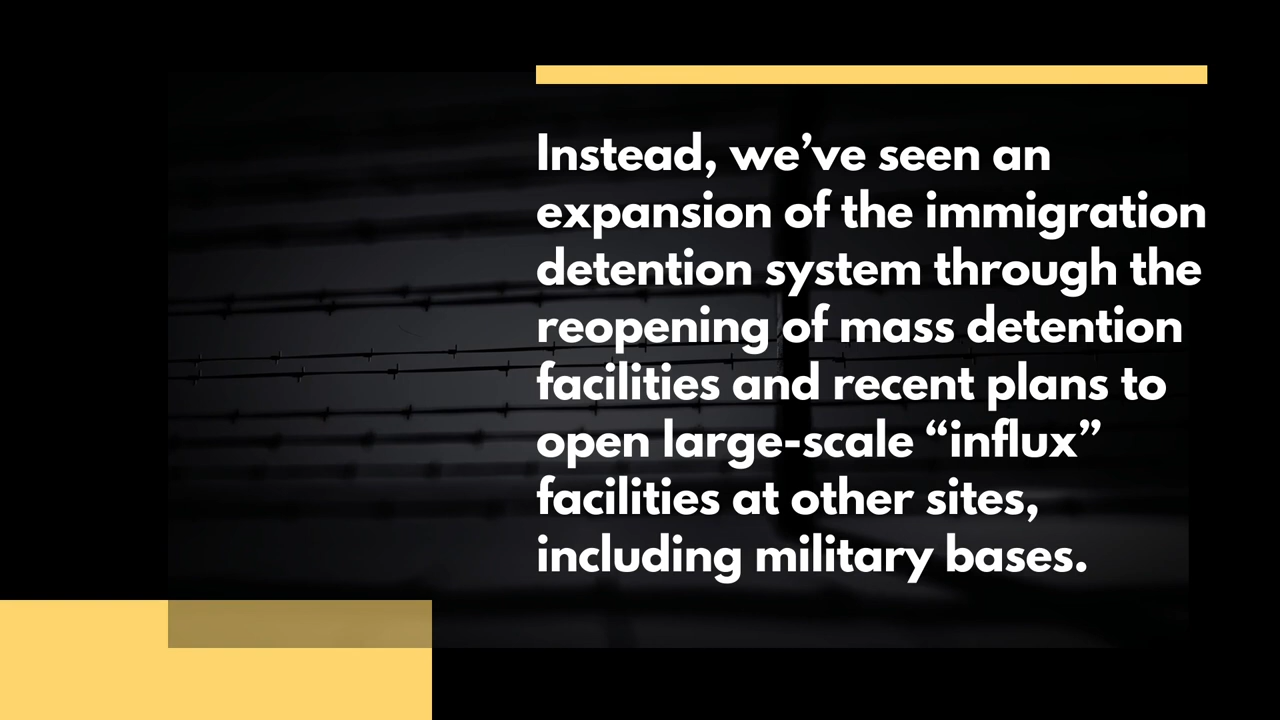 Instead, we’ve seen an
expansion of the immigration
detention system through the
reopening of mass detention
facilities and recent plans to
open large-scale “influx”
facilities at other sites,
including military bases.